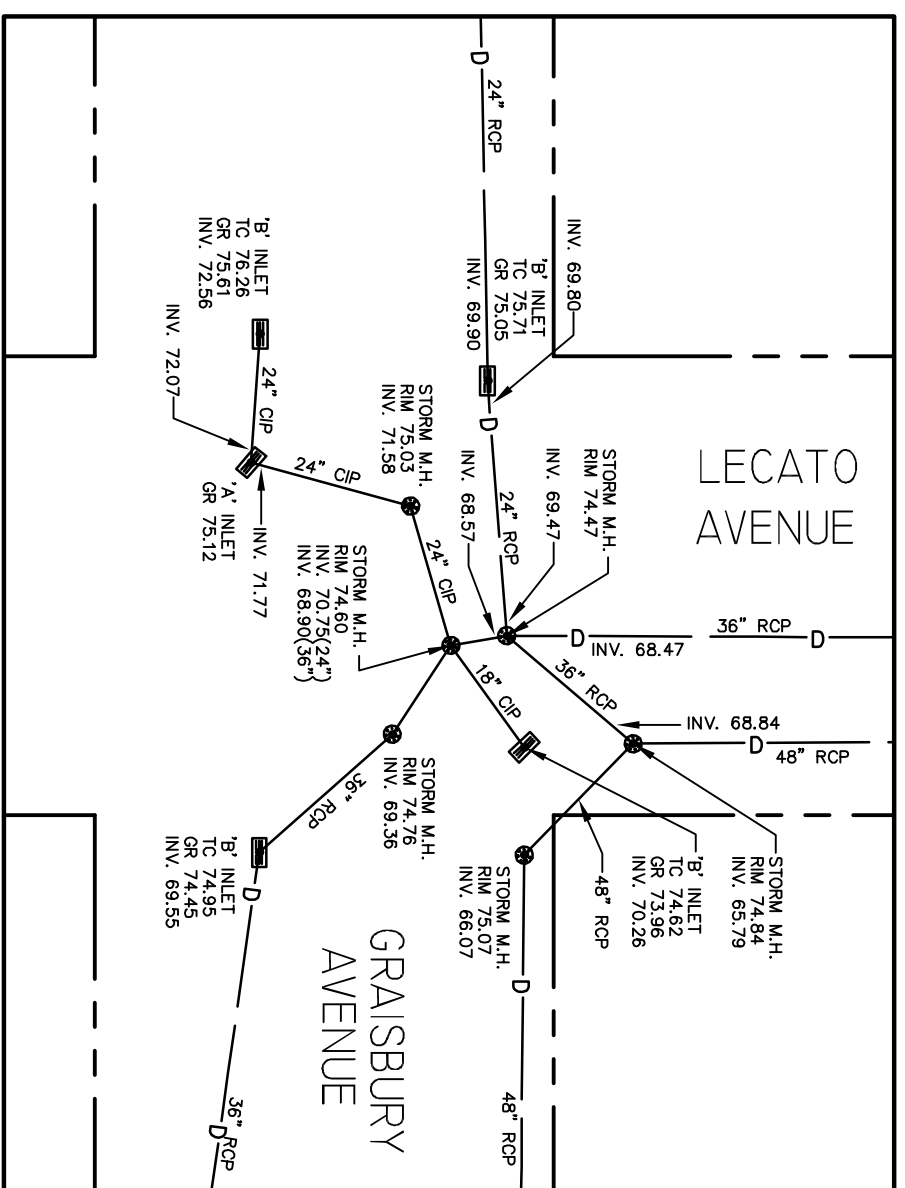 LECATO
AVENUE
GRAISBURY
AVENUE
24" RCP
INV. 69.80
'B' INLET
TC 75.71
GR 75.05
INV. 69.90
'B' INLET
TC 76.26
GR 75.61
INV. 72.56
INV. 72.07
24" CIP
'A' INLET
GR 75.12
INV. 71.77
24" CIP
STORM M.H.
RIM 75.03
INV. 71.58
24" CIP
24" RCP
STORM M.H.
RIM 74.47
INV. 69.47
INV. 68.57
STORM M.H.
RIM 74.60
INV. 70.75(24")
INV. 68.90(36")
D
D
D
INV. 68.47
36" RCP
D
36" RCP
18" CIP
INV. 68.84
D
48" RCP
STORM M.H.
RIM 74.84
INV. 65.79
'B' INLET
TC 74.62
GR 73.96
INV. 70.26
48" RCP
STORM M.H.
RIM 75.07
INV. 66.07
D
48" RCP
STORM M.H.
RIM 74.76
INV. 69.36
36"
RCP
'B' INLET
TC 74.95
GR 74.45
INV. 69.55
D
36" RCP
D